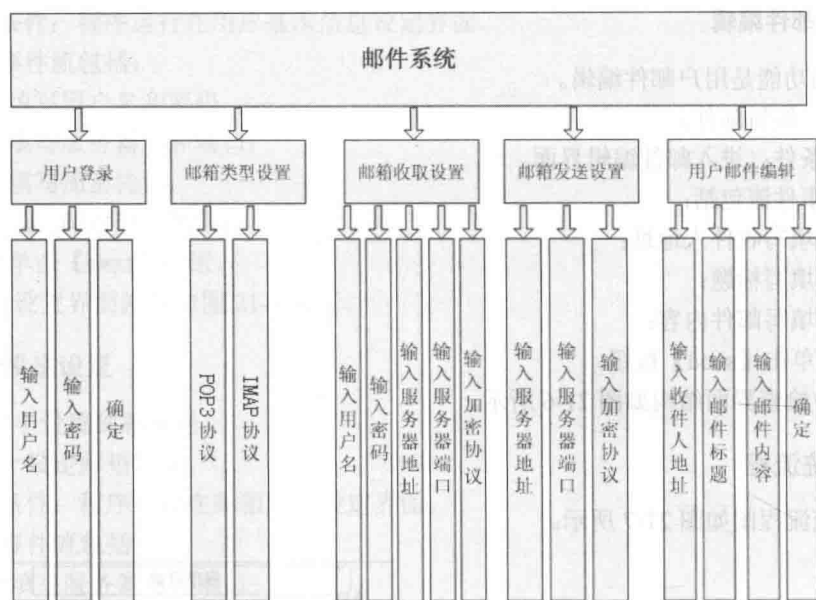 邮件系统
用户登录
邮箱类型设置
邮箱收取设置
邮箱发送设置
用户邮件编辑
输入用户名
输入密码
确定
POP3协议
IMAP协议
输入用户名
输入密码
输入服务器地址
输入服务器端口
输入加密协议
输入服务器地址
输入服务器端口
输入加密协议
输入收件人地址
输入邮件标题
输入邮件内容
确定